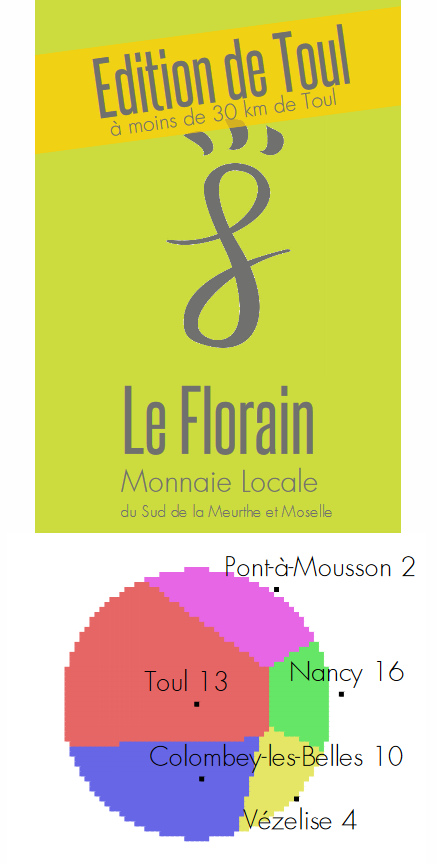 Edition de Toul
à moins de 30 km de Toul
Le Florain
Monnaie Locale
du Sud de la Meurthe et Moselle
Pont-à-Mousson 2
Nancy 16
Toul 13
Colombey-les-Belles 10
Vézelise 4